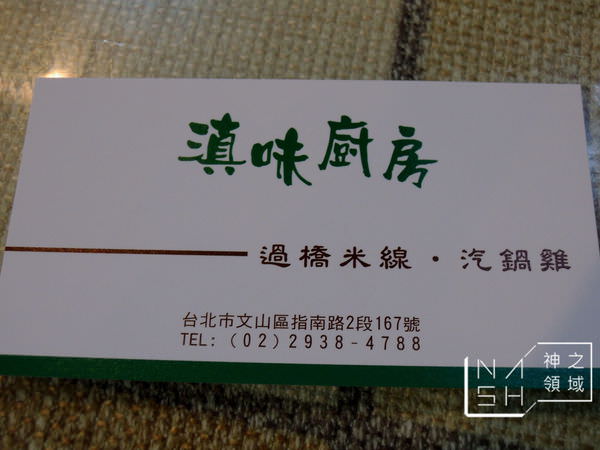 滇味廚房
過橋米線・汽鍋雞
台北市文山區指南路2段167號
TEL: (02)2938-4788
NASH
神之領域